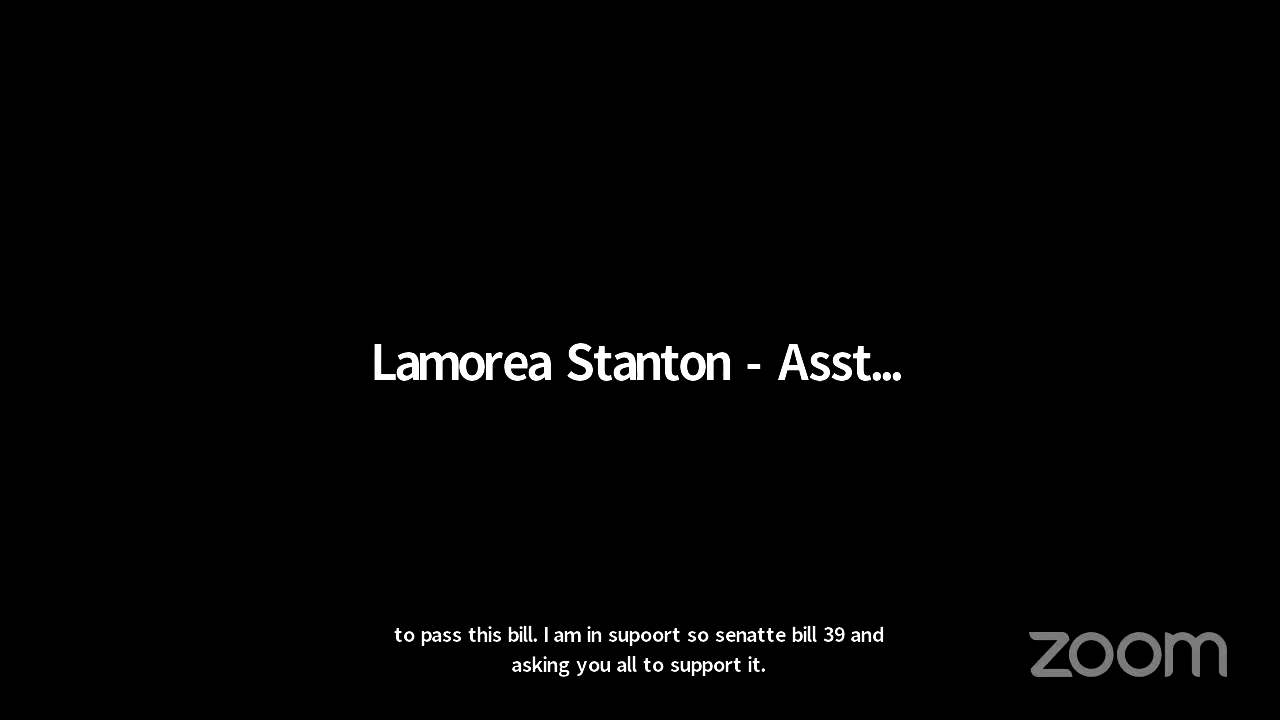 Lamorea Stanton - Asst...
to pass this bill. I am in supoort so senatte bill 39 and
asking you all to support it.
zoom